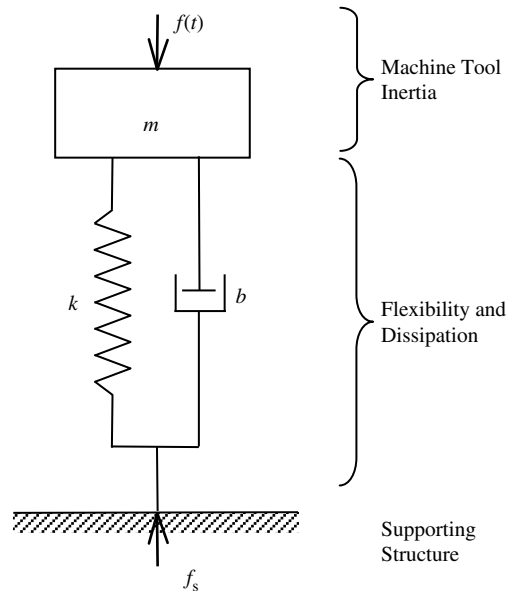 f(t)
Machine Tool
Inertia
m
k
b
Flexibility and
Dissipation
Supporting
Structure
fs